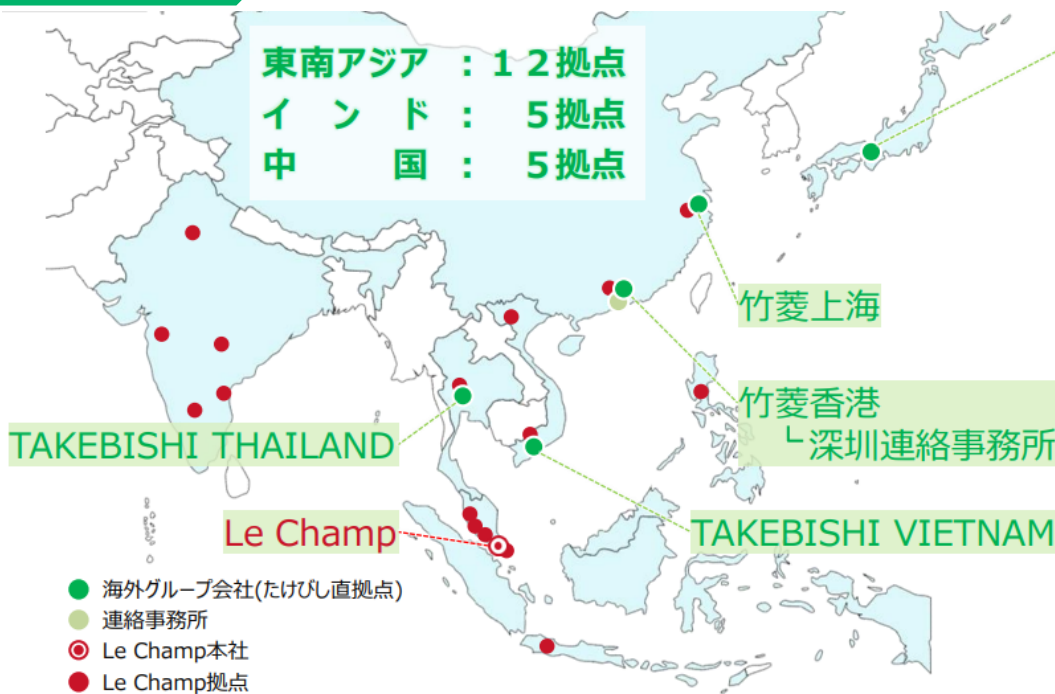 東南アジア : 12拠点
インド : 5拠点
中国 : 5拠点
竹菱上海
竹菱香港
└深圳連絡事務所
TAKEBISHI THAILAND
Le Champ
TAKEBISHI VIETNAM
海外グループ会社(たけびし直拠点)
連絡事務所
Le Champ本社
Le Champ拠点